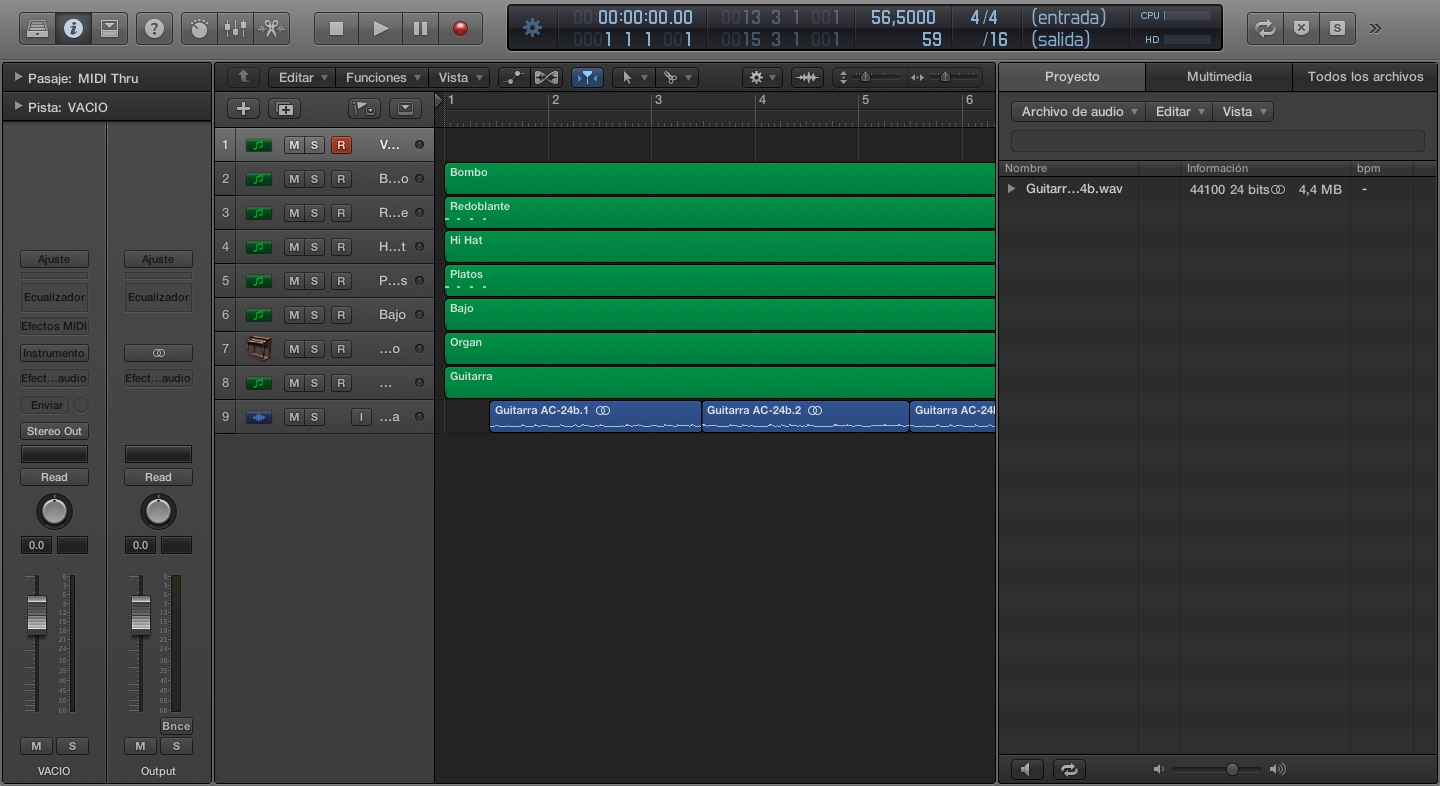 00:00:00.00
1 1 1 001
0013 3 1 001
0015 3 1 001
56,5000
59
4/4
/16
(entrada)
(salida)
CPU
HD
S
Pasaje: MIDI Thru
Pista: VACIO
Ajuste
Ecualizador
Efectos MIDI
Instrumento
Efect...audio
Enviar
Stereo Out
Read
0.0
M S
VACIO
Ajuste
Ecualizador
Efect...audio
Read
0.0
Bnce
M S
Output
Editar Funciones Vista
1 2 3 4 5 6
1 M S R V...
2 M S R B...o
Bombo
3 M S R R...e
Redoblante
4 M S R H...t
Hi Hat
5 M S R P...s
Platos
6 M S R Bajo
Bajo
7 M S R ...o
Organ
8 M S R ...
Guitarra
9 M S I ...a
Guitarra AC-24b.1 Guitarra AC-24b.2 Guitarra AC-24
Proyecto Multimedia Todos los archivos
Archivo de audio Editar Vista
Nombre Información bpm
Guitarr...4b.wav 44100 24 bits 4,4 MB -